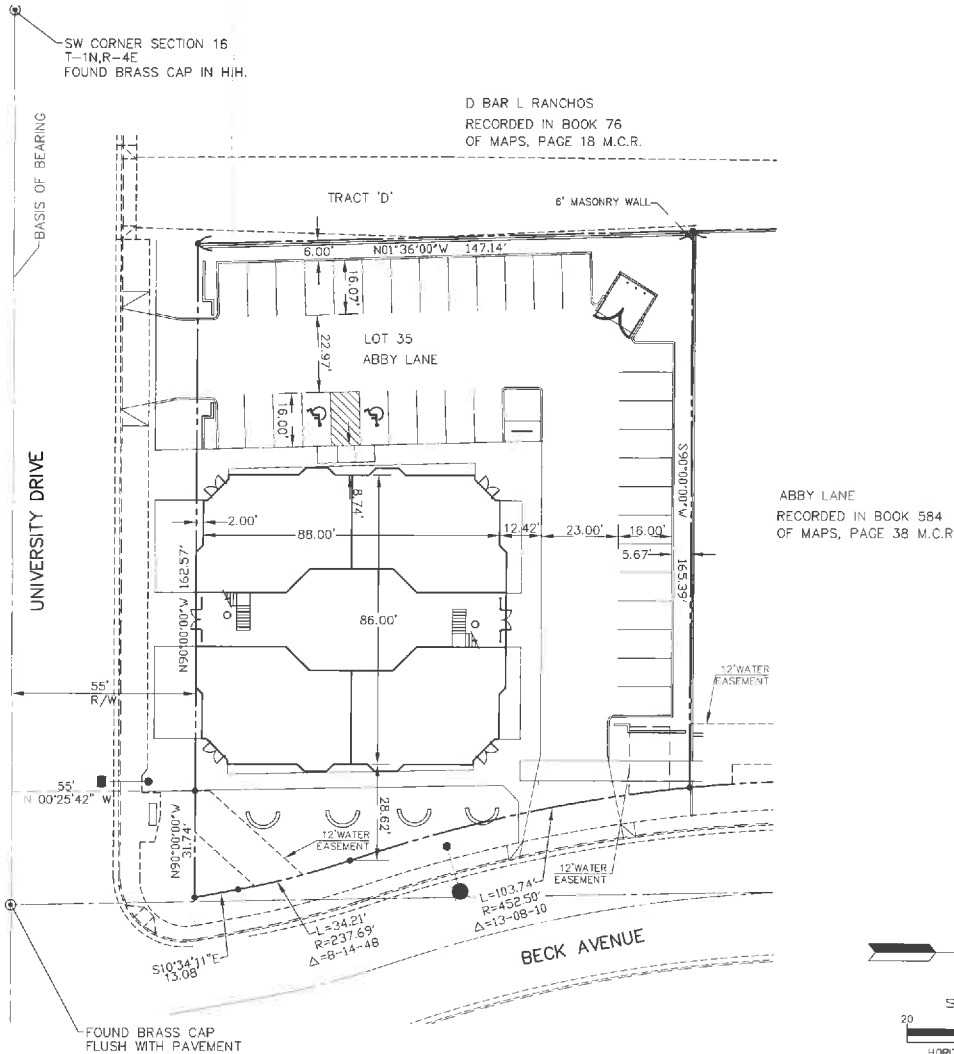 SW CORNER SECTION 16
T-1N,R-4E
FOUND BRASS CAP IN H.H.
BASIS OF BEARING
D BAR L RANCHOS
RECORDED IN BOOK 76
OF MAPS, PAGE 18 M.C.R.
TRACT 'D'
6' MASONRY WALL
6.00'
N01°36'00"W 147.14'
16.07'
22.97'
LOT 35
ABBY LANE
16.00'
UNIVERSITY DRIVE
8.74'
2.00'
88.00'
12.42'
23.00'
16.00'
5.67'
S90°00'00"W
165.39'
ABBY LANE
RECORDED IN BOOK 584
OF MAPS, PAGE 38 M.C.R
N90°00'00"W 162.57'
86.00'
55'
R/W
12'WATER
EASEMENT
55'
N 00°25'42" W
N90°00'00"W
31.74'
28.62'
12'WATER
EASEMENT
12'WATER
EASEMENT
L=103.74'
R=452.50'
Δ=13-08-10
L=34.21'
R=237.69'
Δ=8-14-48
S10°34'11"E
13.08'
BECK AVENUE
FOUND BRASS CAP
FLUSH WITH PAVEMENT
S
20